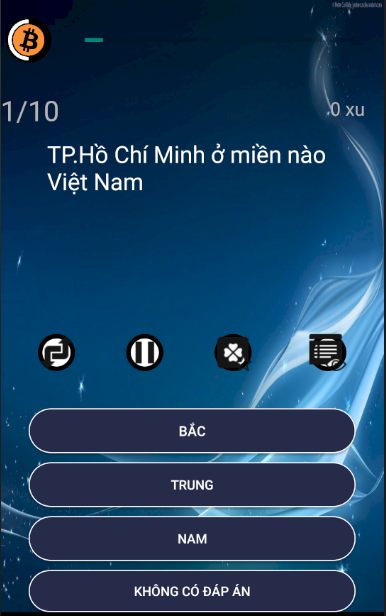 1/10
0 xu
TP.Hồ Chí Minh ở miền nào
Việt Nam
BẮC
TRUNG
NAM
KHÔNG CÓ ĐÁP ÁN